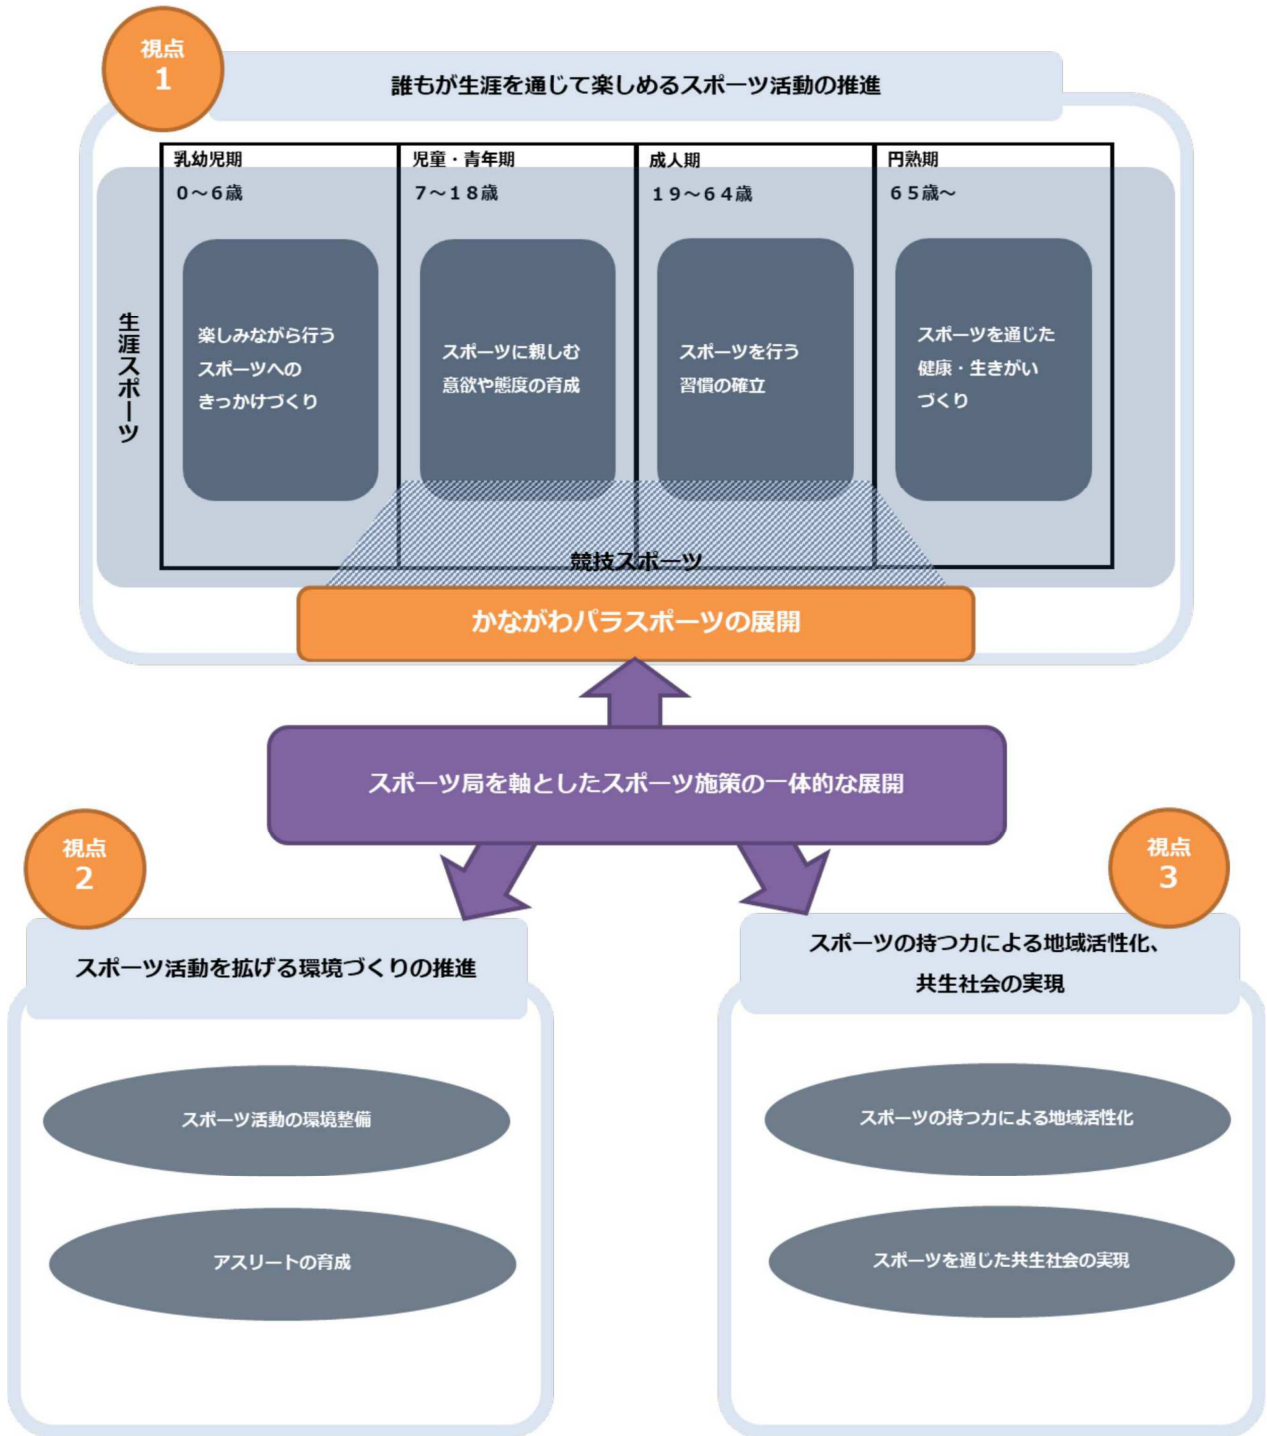 視点
1
誰もが生涯を通じて楽しめるスポーツ活動の推進
乳幼児期
0～6歳
児童・青年期
7～18歳
成人期
19～64歳
円熟期
65歳～
生涯スポーツ
楽しみながら行う
スポーツへの
きっかけづくり
スポーツに親しむ
意欲や態度の育成
スポーツを行う
習慣の確立
スポーツを通じた
健康・生きがい
づくり
競技スポーツ
かながわパラスポーツの展開
スポーツ局を軸としたスポーツ施策の一体的な展開
視点
2
スポーツ活動を拡げる環境づくりの推進
スポーツ活動の環境整備
アスリートの育成
視点
3
スポーツの持つ力による地域活性化、
共生社会の実現
スポーツの持つ力による地域活性化
スポーツを通じた共生社会の実現